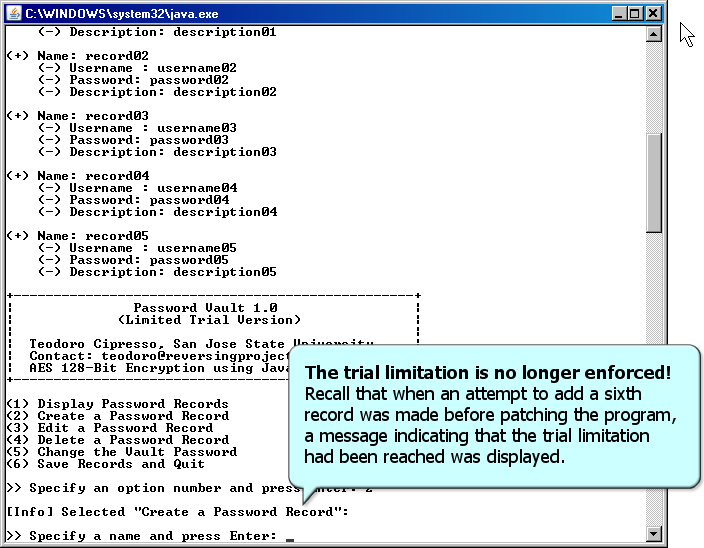 C:\WINDOWS\system32\java.exe
(-) Description: description01
(+) Name: record02
(-) Username : username02
(-) Password: password02
(-) Description: description02
(+) Name: record03
(-) Username : username03
(-) Password: password03
(-) Description: description03
(+) Name: record04
(-) Username : username04
(-) Password: password04
(-) Description: description04
(+) Name: record05
(-) Username : username05
(-) Password: password05
(-) Description: description05
Password Vault 1.0
(Limited Trial Version)
Teodoro Cipresso, San Jose State University
Contact: teodoro@reversingproject
AES 128-Bit Encryption using Java
(1) Display Password Records
(2) Create a Password Record
(3) Edit a Password Record
(4) Delete a Password Record
(5) Change the Vault Password
(6) Save Records and Quit
>> Specify an option number and press Enter: 2
[Info] Selected "Create a Password Record":
>> Specify a name and press Enter: _
The trial limitation is no longer enforced!
Recall that when an attempt to add a sixth
record was made before patching the program,
a message indicating that the trial limitation
had been reached was displayed.